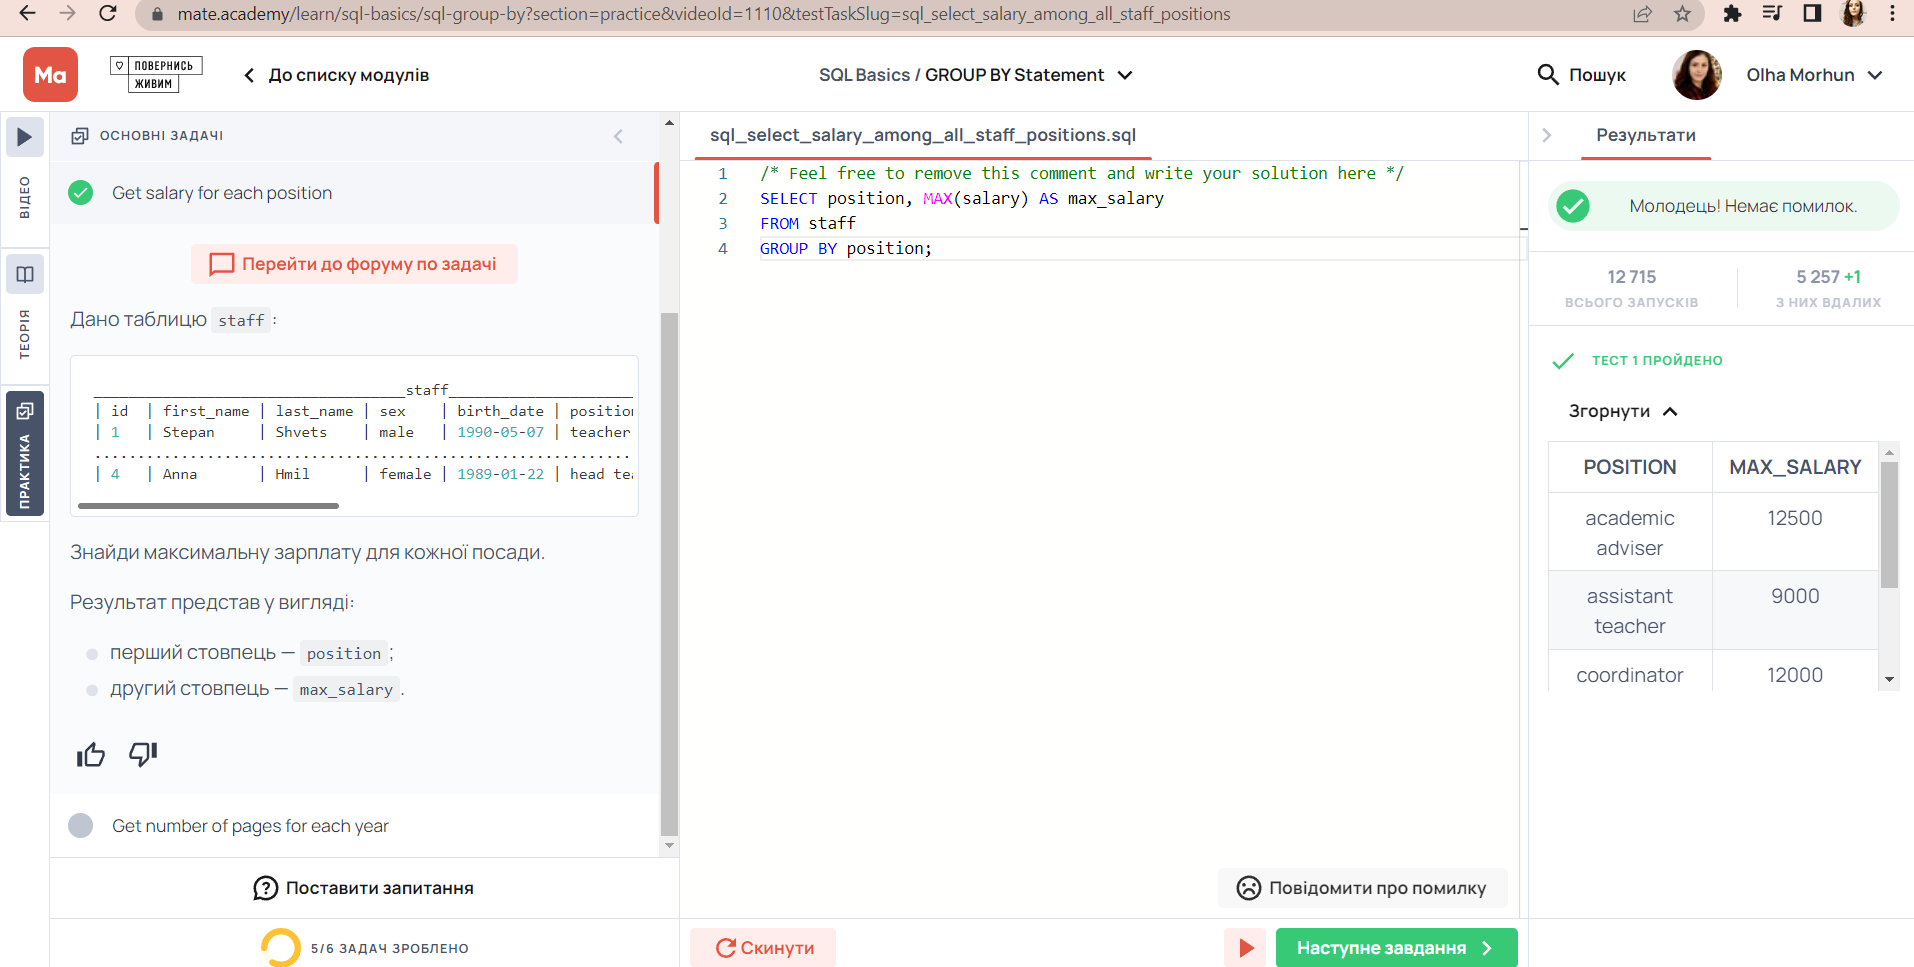 mate.academy/learn/sql-basics/sql-group-by?section=practice&videoId=1110&testTaskSlug=sql_select_salary_among_all_staff_positions
Ma
ПОВЕРНИСЬ
ЖИВИМ
До списку модулів
SQL Basics / GROUP BY Statement
Пошук
Olha Morhun
ВІДЕО
ТЕОРІЯ
ПРАКТИКА
ОСНОВНІ ЗАДАЧІ
Get salary for each position
Перейти до форуму по задачі
Дано таблицю staff:
staff
| id | first_name | last_name | sex | birth_date | position
| 1 | Stepan | Shvets | male | 1990-05-07 | teacher
..............................................................
| 4 | Anna | Hmil | female | 1989-01-22 | head tea
Знайди максимальну зарплату для кожної посади.
Результат представ у вигляді:
перший стовпець — position;
другий стовпець — max_salary.
Get number of pages for each year
Поставити запитання
5/6 ЗАДАЧ ЗРОБЛЕНО
sql_select_salary_among_all_staff_positions.sql
1 /* Feel free to remove this comment and write your solution here */
2 SELECT position, MAX(salary) AS max_salary
3 FROM staff
4 GROUP BY position;
Повідомити про помилку
Скинути
Наступне завдання
Результати
Молодець! Немає помилок.
12 715
ВСЬОГО ЗАПУСКІВ
5 257 +1
З НИХ ВДАЛИХ
ТЕСТ 1 ПРОЙДЕНО
Згорнути
POSITION MAX_SALARY
academic adviser 12500
assistant teacher 9000
coordinator 12000